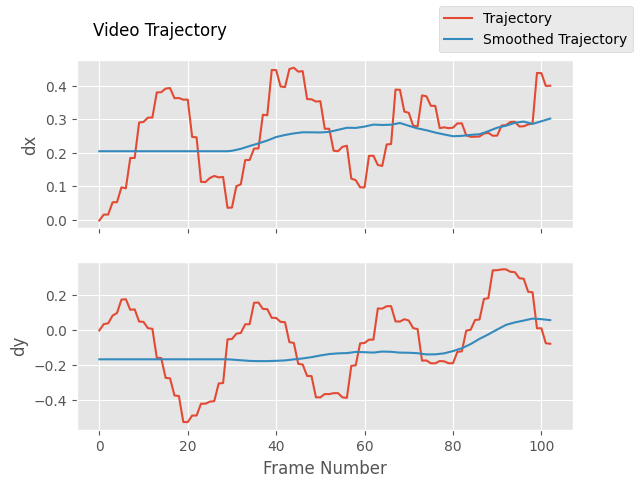 Video Trajectory
Trajectory
Smoothed Trajectory
0.4
0.3
0.2
0.1
0.0
dx
0.2
0.0
−0.2
−0.4
dy
0 20 40 60 80 100
Frame Number